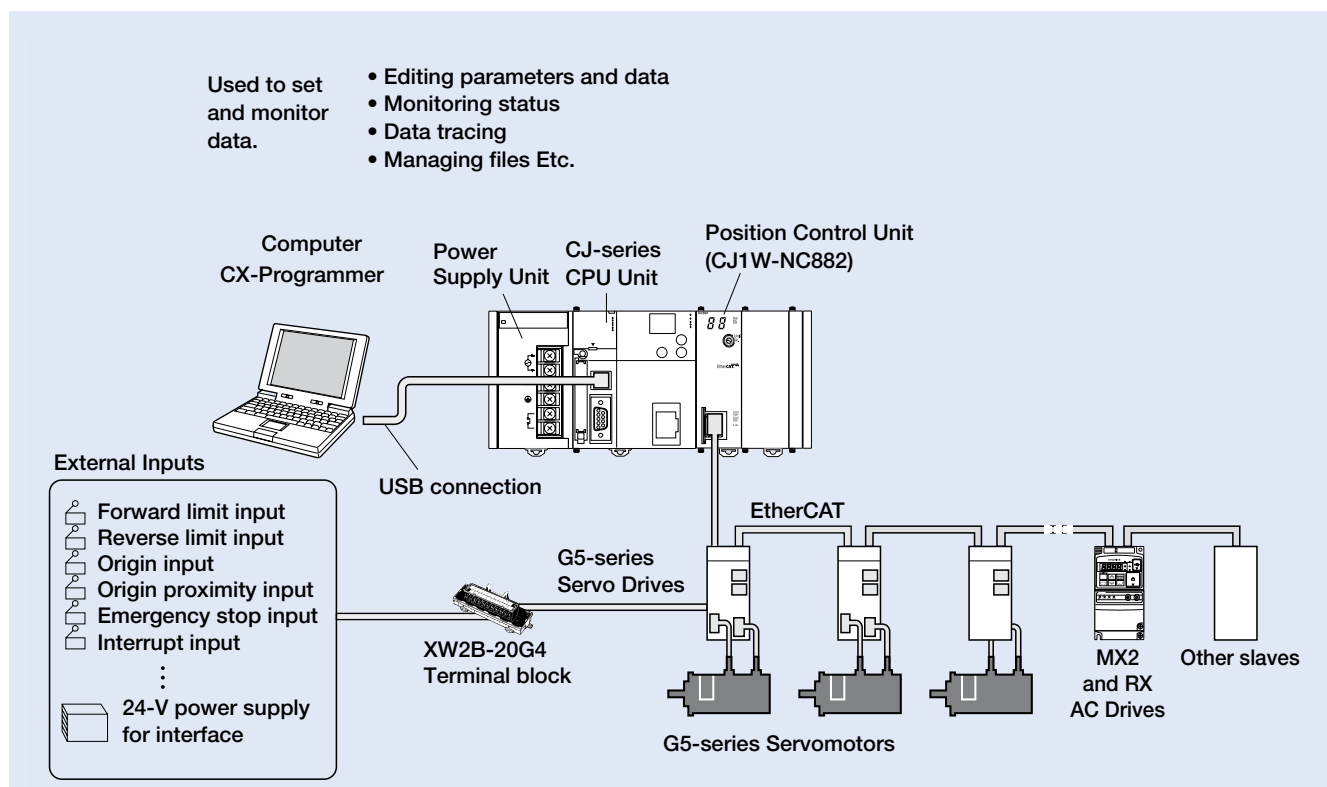 Used to set
and monitor
data.
• Editing parameters and data
• Monitoring status
• Data tracing
• Managing files Etc.
Computer
CX-Programmer
Power
Supply Unit
CJ-series
CPU Unit
Position Control Unit
(CJ1W-NC882)
EtherCAT
USB connection
External Inputs
Forward limit input
Reverse limit input
Origin input
Origin proximity input
Emergency stop input
Interrupt input
24-V power supply
for interface
XW2B-20G4
Terminal block
G5-series
Servo Drives
EtherCAT
G5-series Servomotors
MX2
and RX
AC Drives
Other slaves